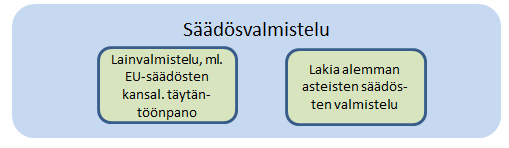 Säädösvalmistelu
Lainvalmistelu, ml.
EU-säädösten
kansal. täytän-
töönpano
Lakia alemman
asteisten säädös-
ten valmistelu